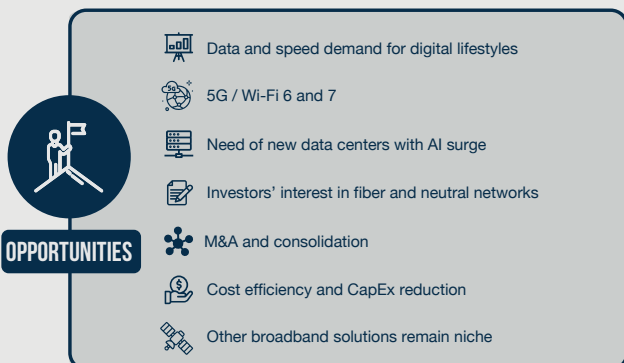 Data and speed demand for digital lifestyles
5G
5G / Wi-Fi 6 and 7
Need of new data centers with AI surge
Investors' interest in fiber and neutral networks
OPPORTUNITIES
M&A and consolidation
$
Cost efficiency and CapEx reduction
Other broadband solutions remain niche